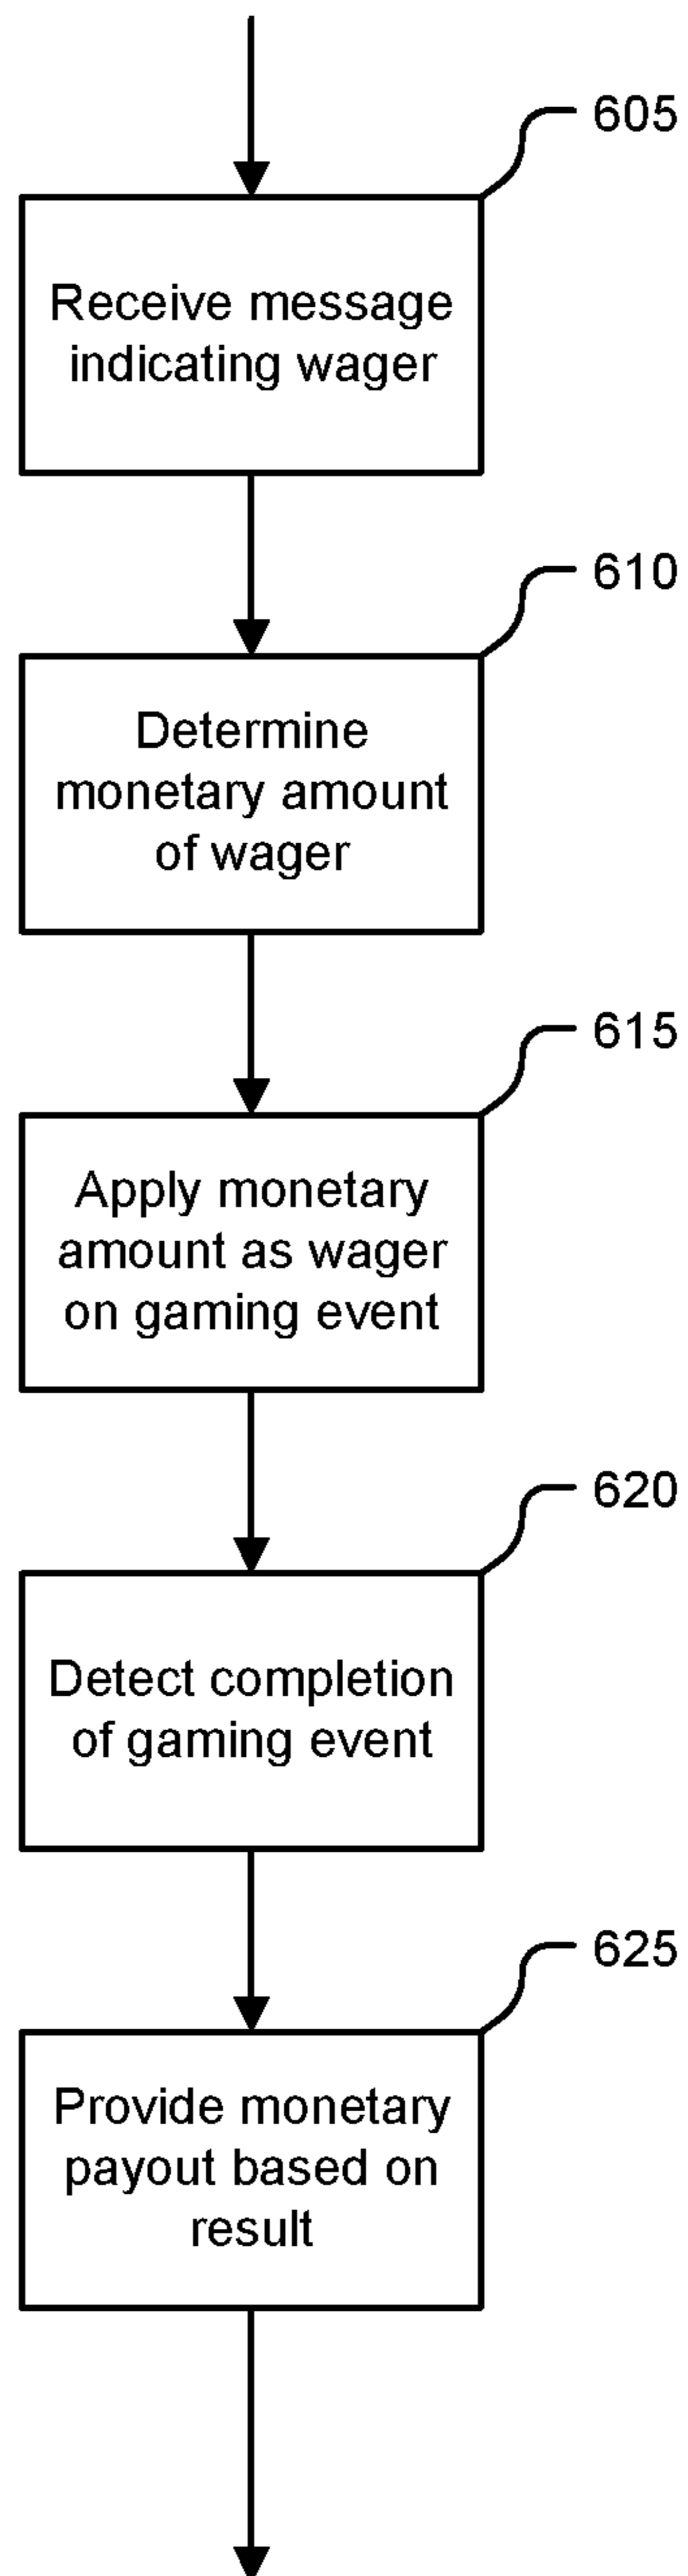 605
Receive message
indicating wager
610
Determine
monetary amount
of wager
615
Apply monetary
amount as wager
on gaming event
620
Detect completion
of gaming event
625
Provide monetary
payout based on
result